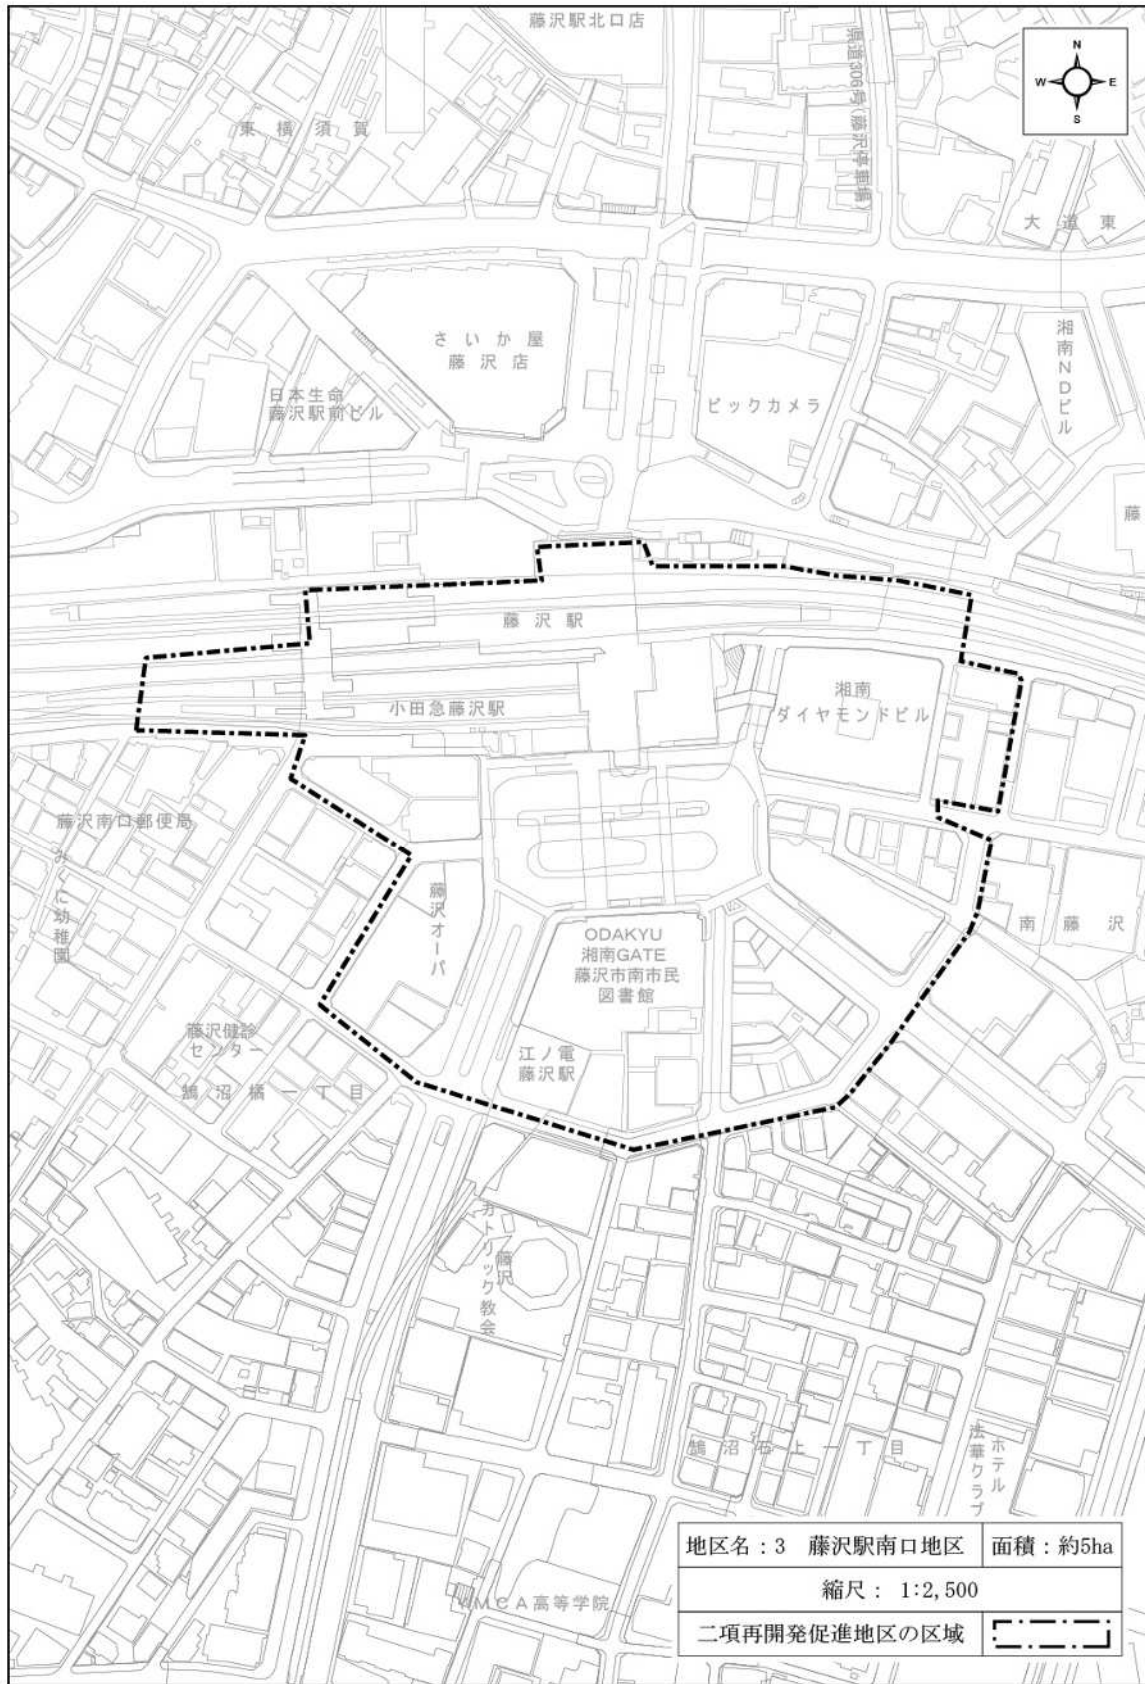 藤沢駅北口店
県道306号(藤沢停車場)
N
W
E
S
東横須賀
大道東
さいか屋
藤沢店
湘南NDビル
日本生命
藤沢駅前ビル
ビックカメラ
藤
藤沢駅
湘南
ダイヤモンドビル
小田急藤沢駅
藤沢南口郵便局
みくに幼稚園
藤沢オーパ
ODAKYU
湘南GATE
藤沢市南市民
図書館
南藤沢
藤沢健診
センター
江ノ電
藤沢駅
鵠沼橘一丁目
藤沢
カトリック教会
鵠沼石上一丁目
ホテル
法華クラブ
YMCA高等学院
地区名:3 藤沢駅南口地区
面積:約5ha
縮尺: 1:2,500
二項再開発促進地区の区域